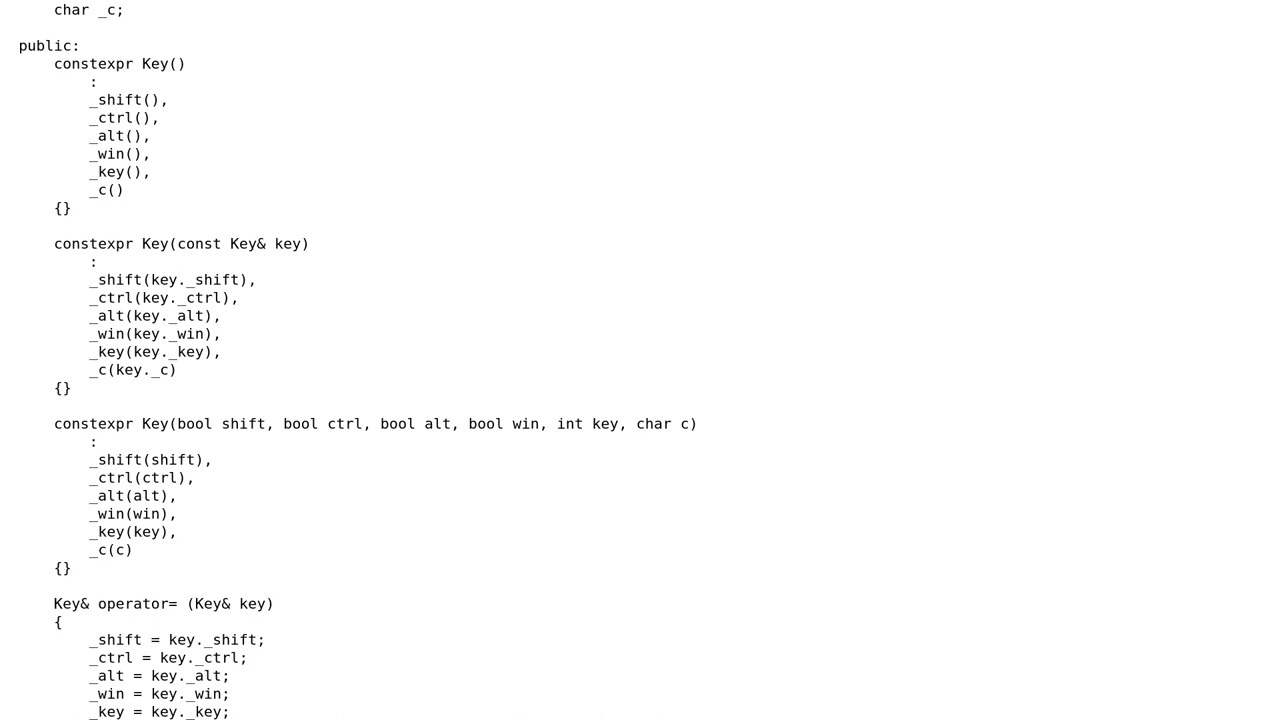 char _c;
public:
constexpr Key()
:
_shift(),
_ctrl(),
_alt(),
_win(),
_key(),
_c()
{}
constexpr Key(const Key& key)
:
_shift(key._shift),
_ctrl(key._ctrl),
_alt(key._alt),
_win(key._win),
_key(key._key),
_c(key._c)
{}
constexpr Key(bool shift, bool ctrl, bool alt, bool win, int key, char c)
:
_shift(shift),
_ctrl(ctrl),
_alt(alt),
_win(win),
_key(key),
_c(c)
{}
Key& operator= (Key& key)
{
_shift = key._shift;
_ctrl = key._ctrl;
_alt = key._alt;
_win = key._win;
_key = key._key;